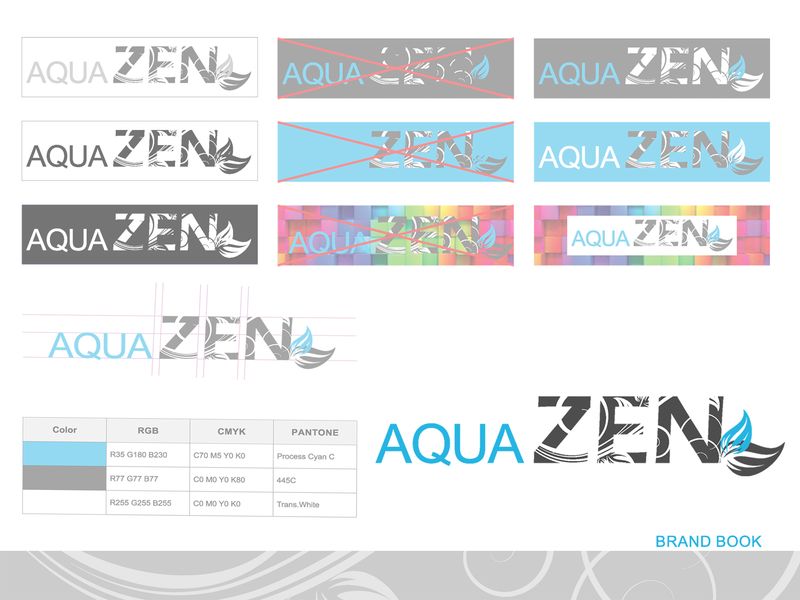 AQUA ZEN
AQUA ZEN
AQUA ZEN
AQUA ZEN
ZEN
AQUA ZEN
AQUA ZEN
AQUA ZEN
AQUA ZEN
AQUA ZEN
Color RGB CMYK PANTONE
R35 G180 B230 C70 M5 Y0 K0 Process Cyan C
R77 G77 B77 C0 M0 Y0 K80 445C
R255 G255 B255 C0 M0 Y0 K0 Trans,White
AQUA ZEN
BRAND BOOK